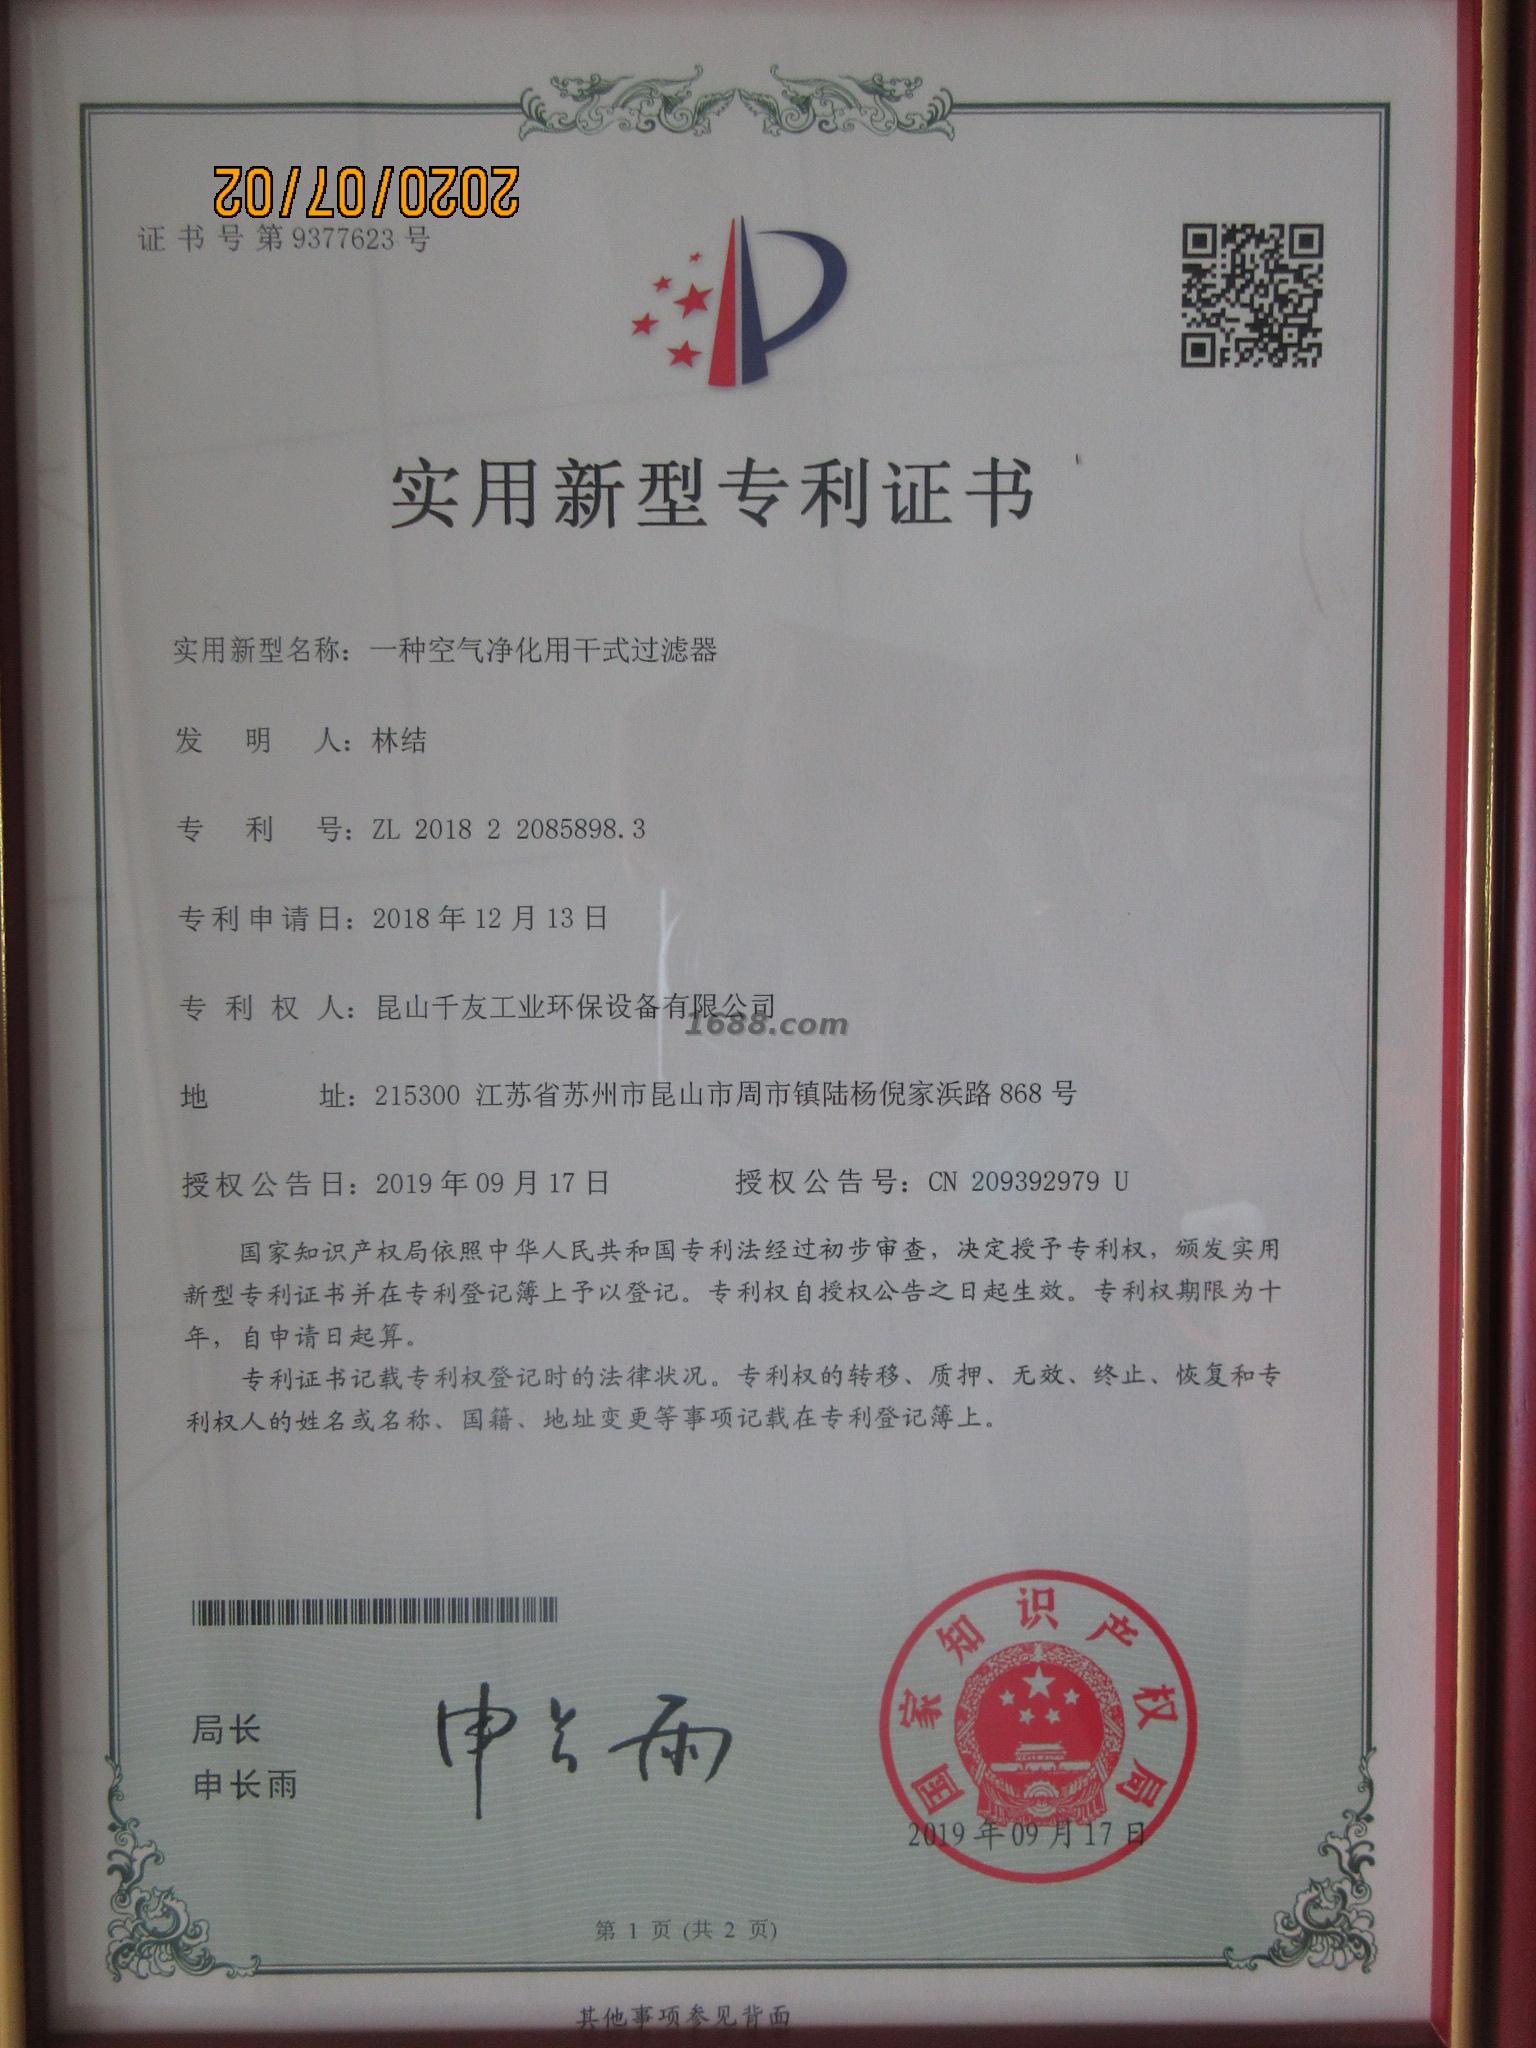 2020/07/02
证书号第9377623号
实用新型专利证书
实用新型名称：一种空气净化用干式过滤器
发明人：林结
专利号：ZL 2018 2 2085898.3
专利申请日：2018年12月13日
专利权人：昆山千友工业环保设备有限公司
1688.com
地址：215300 江苏省苏州市昆山市周市镇陆杨倪家浜路868号
授权公告日：2019年09月17日 授权公告号：CN 209392979 U
国家知识产权局依照中华人民共和国专利法经过初步审查，决定授予专利权，颁发实用
新型专利证书并在专利登记簿上予以登记。专利权自授权公告之日起生效。专利权期限为十
年，自申请日起算。
专利证书记载专利权登记时的法律状况。专利权的转移、质押、无效、终止、恢复和专
利权人的姓名或名称、国籍、地址变更等事项记载在专利登记簿上。
局长
申长雨
申长雨
国家知识产权局
2019年09月17日
第 1 页 (共 2 页)
其他事项参见背面